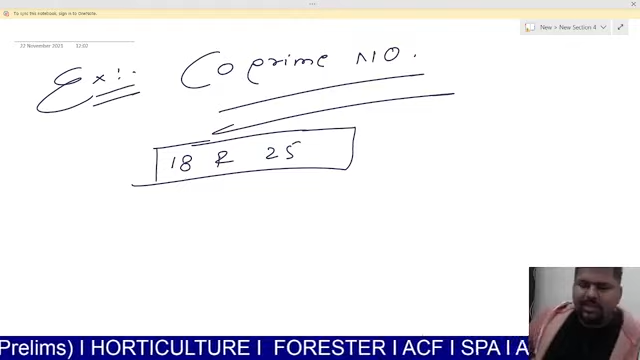 To sync this notebook, sign in to OneNote.
New > New Section 4
22 November 2025 12:02
Ex:- Coprime NO.
18 & 25
Prelims) I HORTICULTURE I FORESTER I ACF I SPA I A